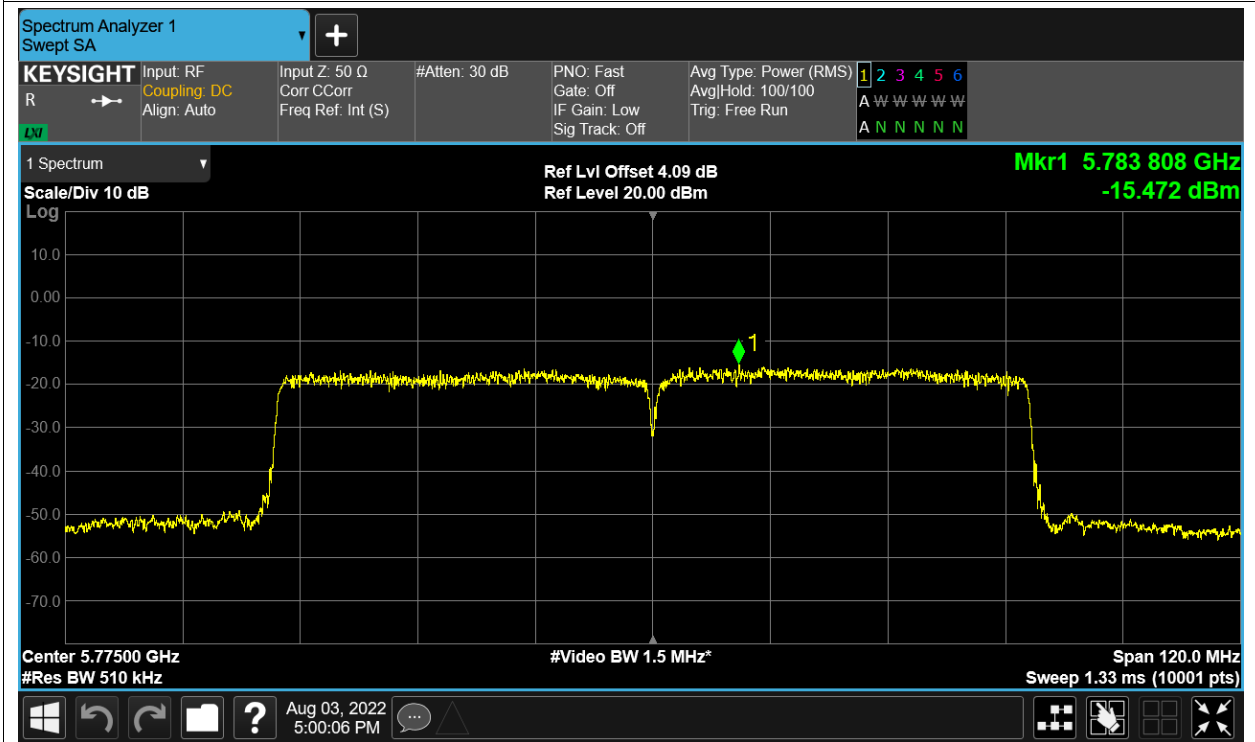 Spectrum Analyzer 1
Swept SA
+
KEYSIGHT
R
LXI
Input: RF
Coupling: DC
Align: Auto
Input Z: 50 Ω
Corr CCorr
Freq Ref: Int (S)
#Atten: 30 dB
PNO: Fast
Gate: Off
IF Gain: Low
Sig Track: Off
Avg Type: Power (RMS)
Avg|Hold: 100/100
Trig: Free Run
1 2 3 4 5 6
A W W W W W
A N N N N N
1 Spectrum
Scale/Div 10 dB
Ref Lvl Offset 4.09 dB
Ref Level 20.00 dBm
Mkr1 5.783 808 GHz
-15.472 dBm
Log
10.0
0.00
-10.0
-20.0
-30.0
-40.0
-50.0
-60.0
-70.0
1
Center 5.77500 GHz
#Res BW 510 kHz
#Video BW 1.5 MHz*
Span 120.0 MHz
Sweep 1.33 ms (10001 pts)
?
Aug 03, 2022
5:00:06 PM